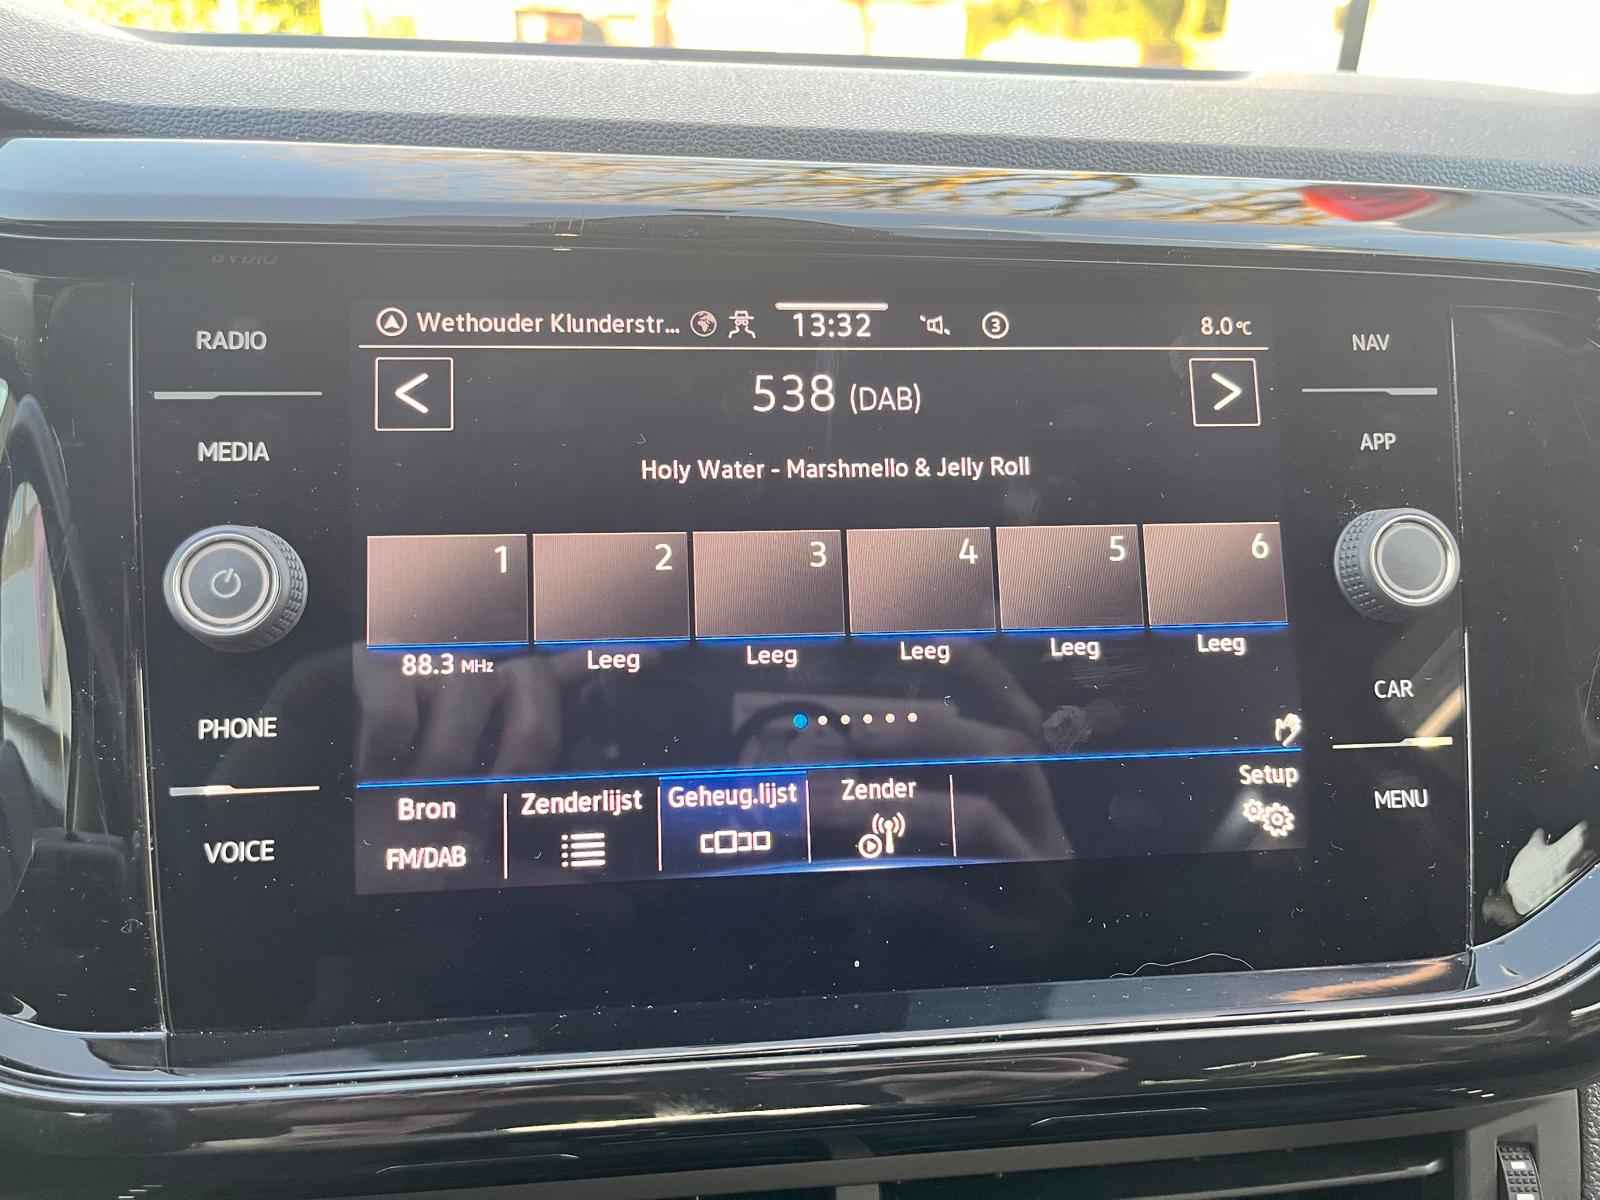 RADIO
MEDIA
PHONE
VOICE
Wethouder Klunderstr... 13:32 3 8.0°C
< 538 (DAB) >
Holy Water - Marshmello & Jelly Roll
1 2 3 4 5 6
88.3 MHz Leeg Leeg Leeg Leeg Leeg
Bron Zenderlijst Geheug.lijst Zender Setup
FM/DAB
NAV
APP
CAR
MENU